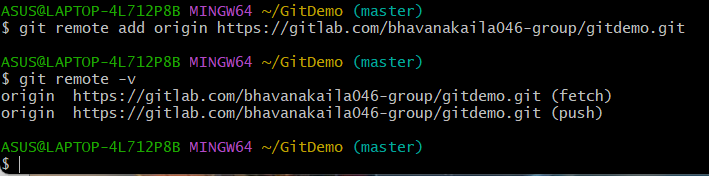 ASUS@LAPTOP-4L712P8B MINGW64 ~/GitDemo (master)
$ git remote add origin https://gitlab.com/bhavanakaila046-group/gitdemo.git
ASUS@LAPTOP-4L712P8B MINGW64 ~/GitDemo (master)
$ git remote -v
origin  https://gitlab.com/bhavanakaila046-group/gitdemo.git (fetch)
origin  https://gitlab.com/bhavanakaila046-group/gitdemo.git (push)
ASUS@LAPTOP-4L712P8B MINGW64 ~/GitDemo (master)
$